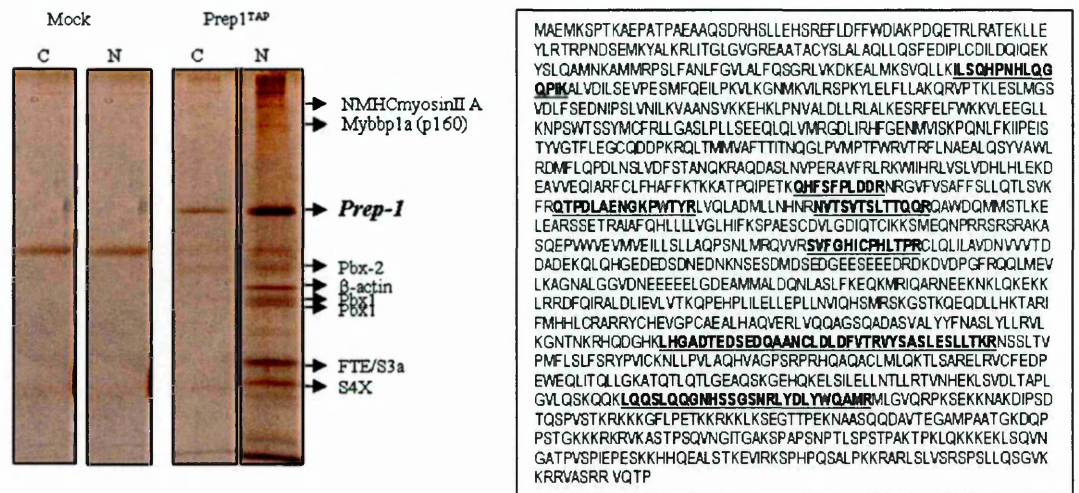 Mock Prep1TAP
C N C N
NMHCmyosinII A
Mybbp1a (p160)
Prep-1
Pbx-2
β-actin
Pbx1
Pbx1
FTE/S3a
S4X
MAEMKSPTKAEPATPAEAAQSDRHSLLEHSREFLDFFWDIAKPDQETRLRATEKLLE
YLRTRPNDSEMKYALKRLITGLGVGREAATACYSLALAQLLQSFEDIPLCDILDQIQEK
YSLQAMNKAMMRPSLFANLFGVLALFQSGRLVKDKEALMKSVQLLKILSQHPNHLQG
QPIKALVDILSEVPESMFQEILPKVLKGNMKVILRSPKYLELFLLAKQRVPTKLESLMGS
VDLFSEDNIPSLVNILKVAANSVKKEHKLPNVALDLLRLALKESRFELFWKKVLEEGLL
KNPSWTSSYMCFRLLGASLPLLSEEQLQLVMRGDLIRHFGENMVISKPQNLFKIIPEIS
TYVGTFLEGCQDDPKRQLTMMVAFTTITNQGLPVMPTFWRVTRFLNAEALQSYVAWL
RDMFLQPDLNSLVDFSTANQKRAQDASLNVPERAVFRLRKWIIHRLVSLVDHLHLEKD
EAVVEQIARFCLFHAFFKTKKATPQIPETKQHFSFPLDDRNRGVFVSAFFSLLQTLSVK
FRQTPDLAENGKPWTYRLVQLADMLLNHNRNVTSVTSLTTQQRQAWDQMMSTLKE
LEARSSETRAIAFQHLLLLVGLHIFKSPAESCDVLGDIQTCIKKSMEQNPRRSRSRAKA
SQEPVWVEVMVEILLSLLAQPSNLMRQVVRSVFGHICPHLTPRCLQLILAVDNVVVTD
DADEKQLQHGEDEDSDNEDNKNSESDMDSEDGEESEEEDRDKDVDPGFRQQLMEV
LKAGNALGGVDNEEEEELGDEAMMALDQNLASLFKEQKMRIQARNEEKNKLQKEKK
LRRDFQIRALDLIEVLVTKQPEHPLILELLEPLLNVIQHSMRSKGSTKQEQDLLHKTARI
FMHHLCRARRYCHEVGPCAEALHAQVERLVQQAGSQADASVALYYFNASLYLLRVL
KGNTNKRHQDGHKLHGADTEDSEDQAANCLDLDFVTRVYSASLESLLTKRNSSLTV
PMFLSLFSRYPVICKNLLPVLAQHVAGPSRPRHQAQACLMLQKTLSARELRVCFEDP
EWEQLITQLLGKATQTLQTLGEAQSKGEHQKELSILELLNTLLRTVNHEKLSVDLTAPL
GVLQSKQQKLQQSLQQGNHSSGSNRLYDLYWQAMRMLGVQRPKSEKKNAKDIPSD
TQSPVSTKRKKKGFLPETKKRKKLKSEGTTPEKNAASQQDAVTEGAMPAATGKDQP
PSTGKKKRKRVKASTPSQVNGITGAKSPAPSNPTLSPSTPAKTPKLQKKKEKLSQVN
GATPVSPIEPESKKHHQEALSTKEVIRKSPHPQSALPKKRARLSLVSRSPSLLQSGVK
KRRVASRR VQTP